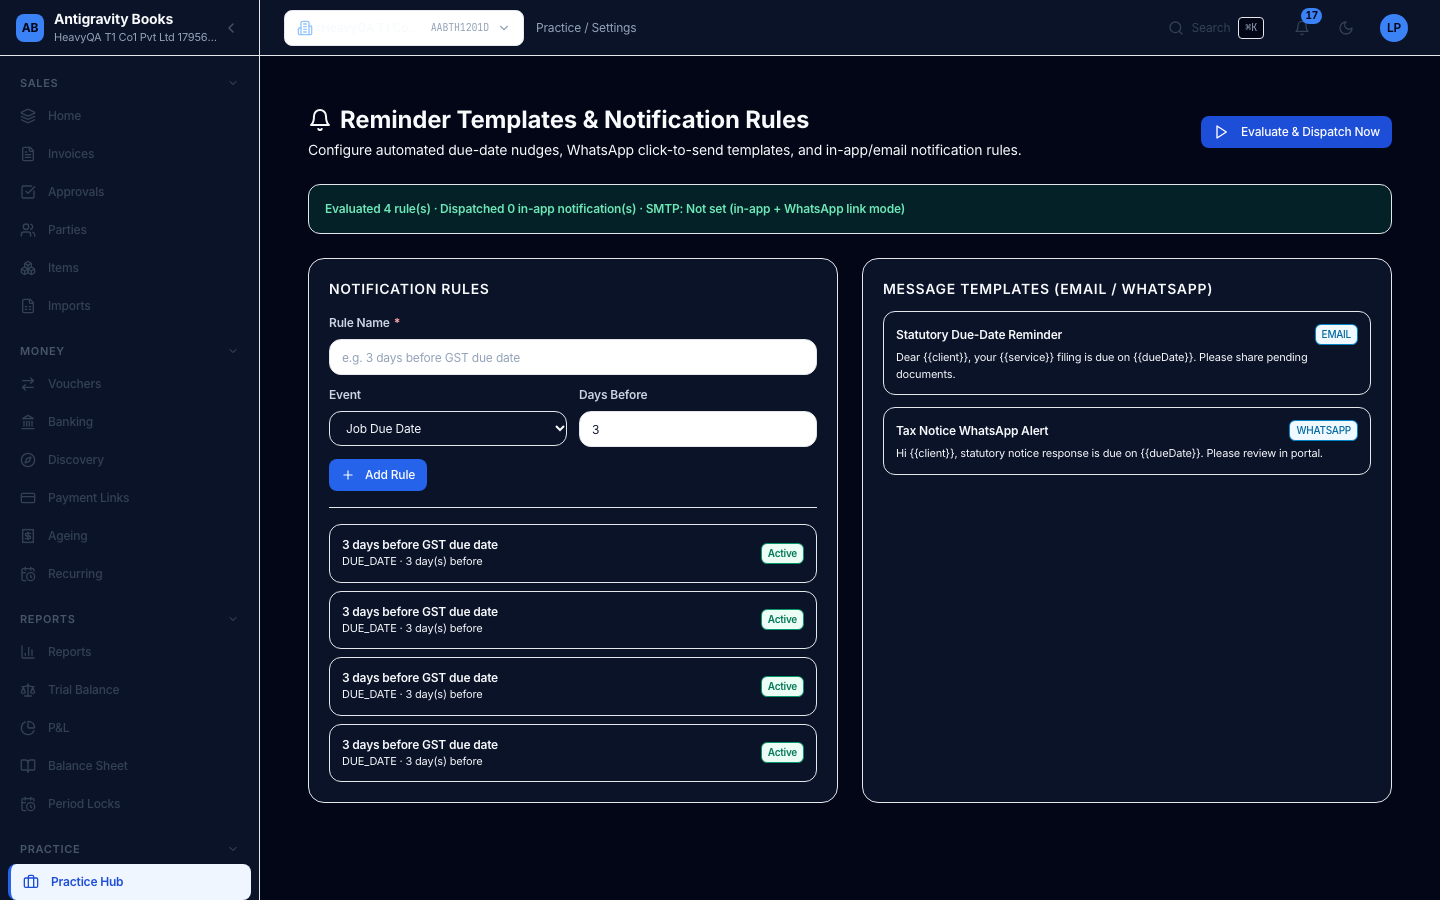 AB
Antigravity Books
HeavyQA T1 Co1 Pvt Ltd 17956...
AABTH1201D
Practice / Settings
Search
⌘K
17
LP
SALES
Home
Invoices
Approvals
Parties
Items
Imports
MONEY
Vouchers
Banking
Discovery
Payment Links
Ageing
Recurring
REPORTS
Reports
Trial Balance
P&L
Balance Sheet
Period Locks
PRACTICE
Practice Hub
Reminder Templates & Notification Rules
Configure automated due-date nudges, WhatsApp click-to-send templates, and in-app/email notification rules.
Evaluate & Dispatch Now
Evaluated 4 rule(s) · Dispatched 0 in-app notification(s) · SMTP: Not set (in-app + WhatsApp link mode)
NOTIFICATION RULES
Rule Name *
e.g. 3 days before GST due date
Event
Days Before
Job Due Date
3
Add Rule
3 days before GST due date
DUE_DATE · 3 day(s) before
Active
3 days before GST due date
DUE_DATE · 3 day(s) before
Active
3 days before GST due date
DUE_DATE · 3 day(s) before
Active
3 days before GST due date
DUE_DATE · 3 day(s) before
Active
MESSAGE TEMPLATES (EMAIL / WHATSAPP)
Statutory Due-Date Reminder
EMAIL
Dear {{client}}, your {{service}} filing is due on {{dueDate}}. Please share pending
documents.
Tax Notice WhatsApp Alert
WHATSAPP
Hi {{client}}, statutory notice response is due on {{dueDate}}. Please review in portal.